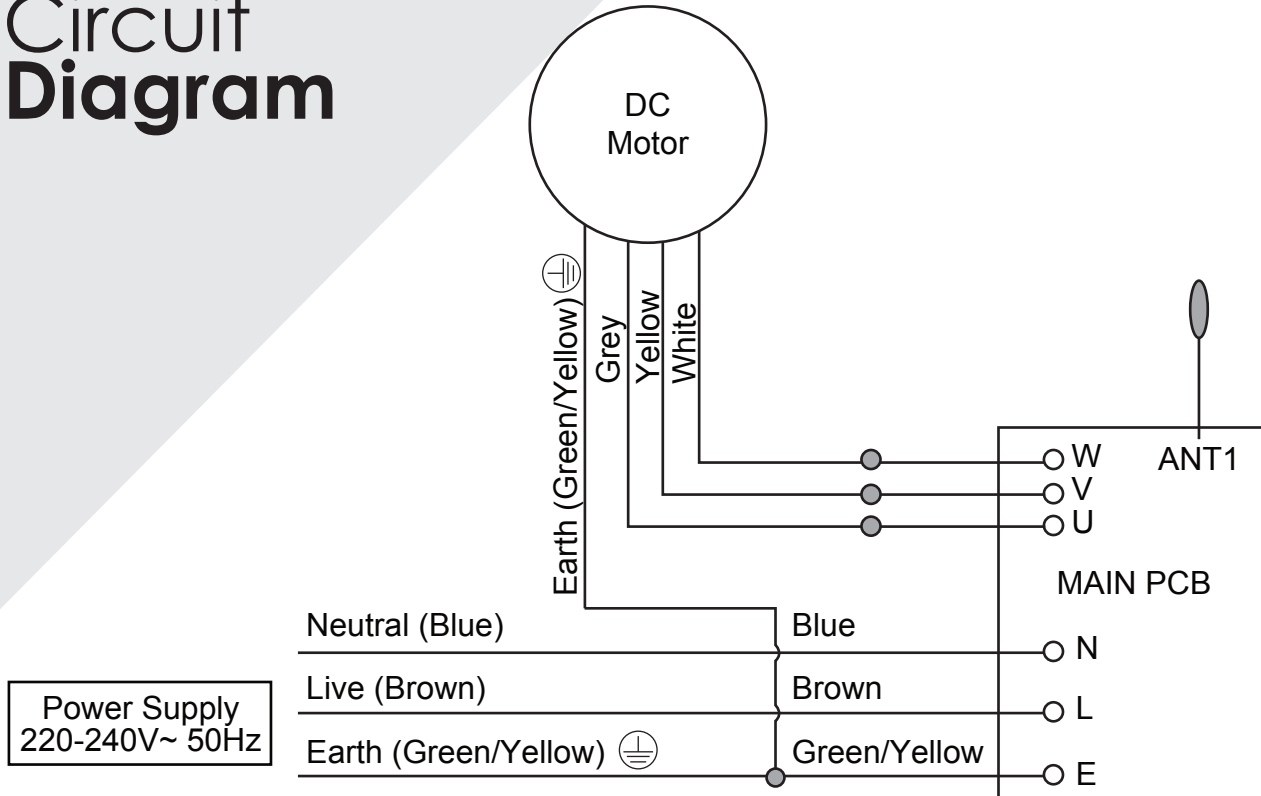 Circuit
Diagram
DC
Motor
Earth (Green/Yellow)
Grey
Yellow
White
W
V
U
ANT1
MAIN PCB
Neutral (Blue)
Blue
N
Live (Brown)
Brown
L
Power Supply
220-240V~ 50Hz
Earth (Green/Yellow)
Green/Yellow
E